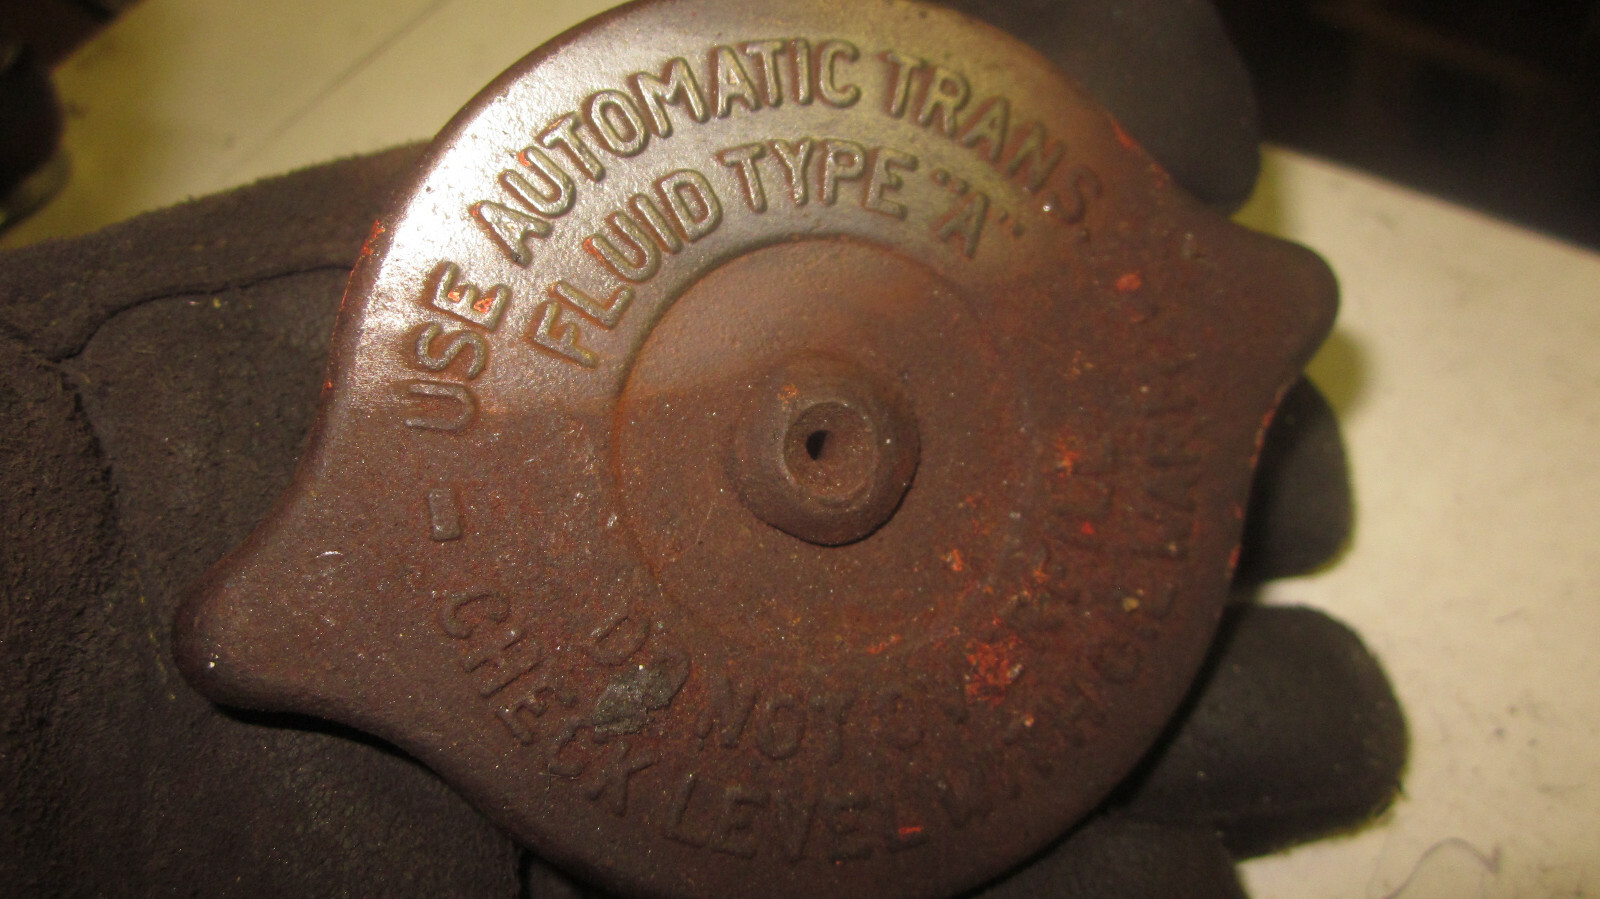 - USE AUTOMATIC TRANS.
FLUID TYPE "A"
DO NOT
- CHECK LEVEL